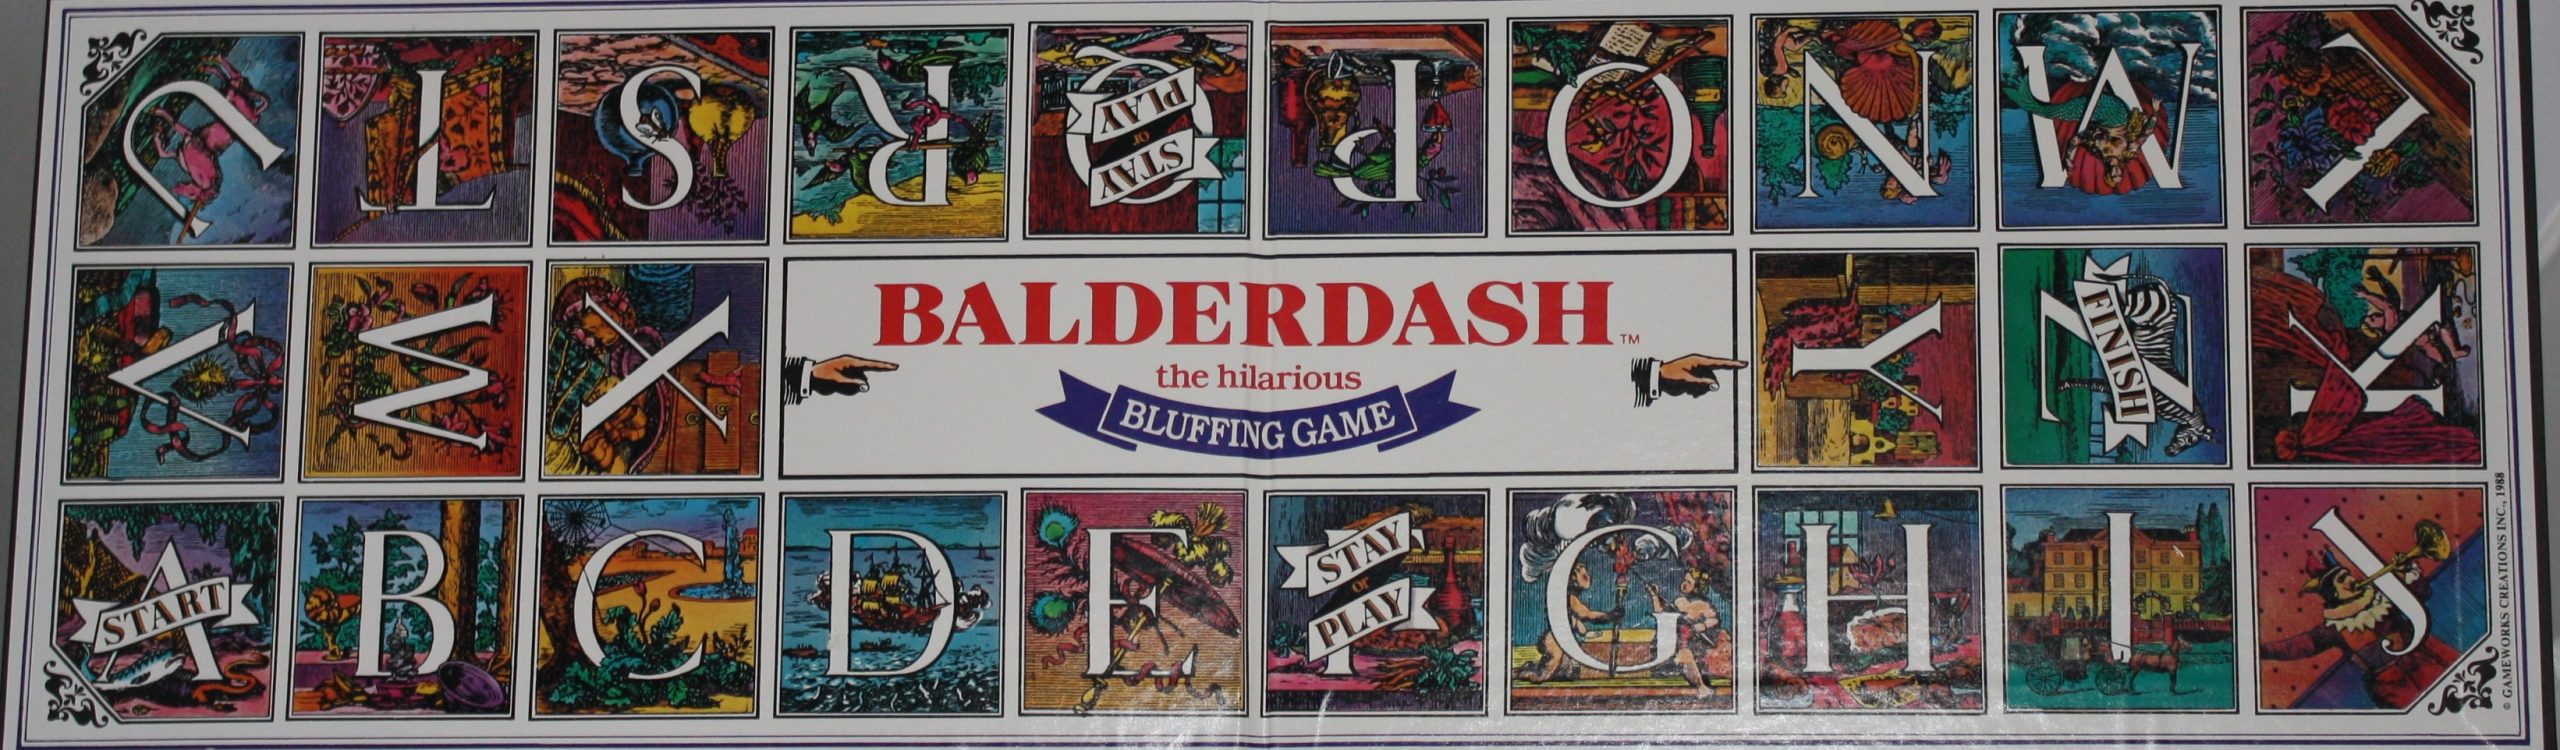 U T S R Q P O N M L
STAY
OR
PLAY
V W X
BALDERDASH™
the hilarious
BLUFFING GAME
Y Z K
FINISH
A B C D E F G H I J
START
STAY
or
PLAY
© GAMEWORKS CREATIONS INC., 1988